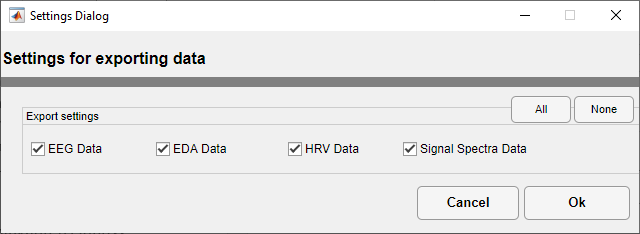 Settings Dialog
Settings for exporting data
All None
Export settings
EEG Data EDA Data HRV Data Signal Spectra Data
Cancel Ok